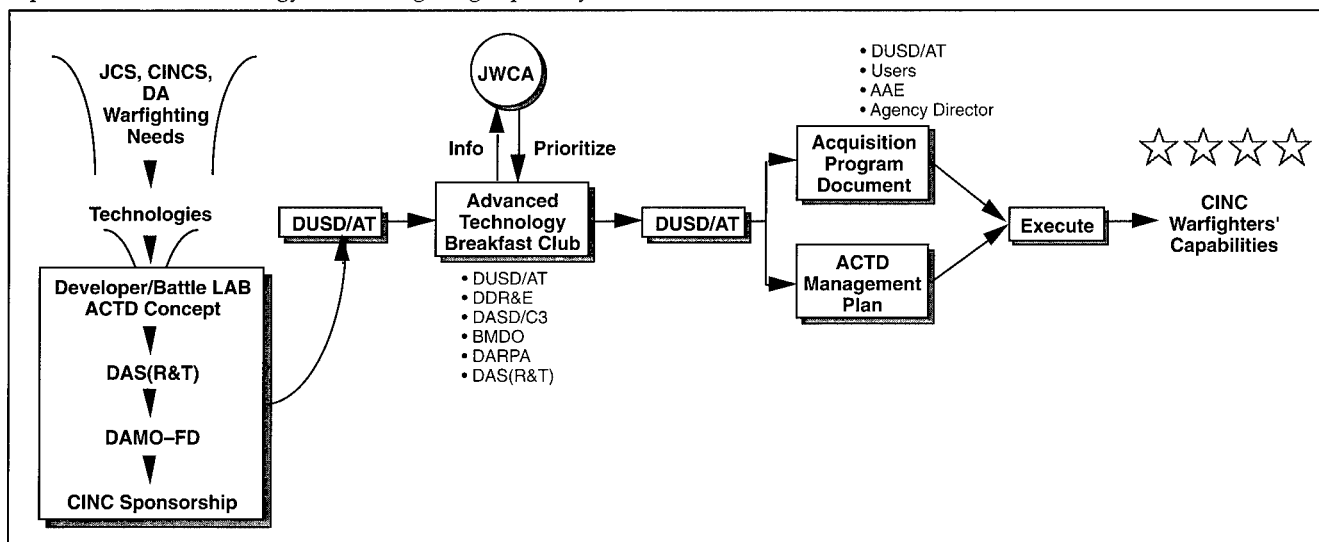 JCS, CINCS,
DA
Warfighting
Needs
Technologies
Developer/Battle LAB
ACTD Concept
DAS(R&T)
DAMO–FD
CINC Sponsorship
DUSD/AT
JWCA
Info
Prioritize
Advanced
Technology
Breakfast Club
• DUSD/AT
• DDR&E
• DASD/C3
• BMDO
• DARPA
• DAS(R&T)
DUSD/AT
• DUSD/AT
• Users
• AAE
• Agency Director
Acquisition
Program
Document
ACTD
Management
Plan
Execute
CINC
Warfighters'
Capabilities